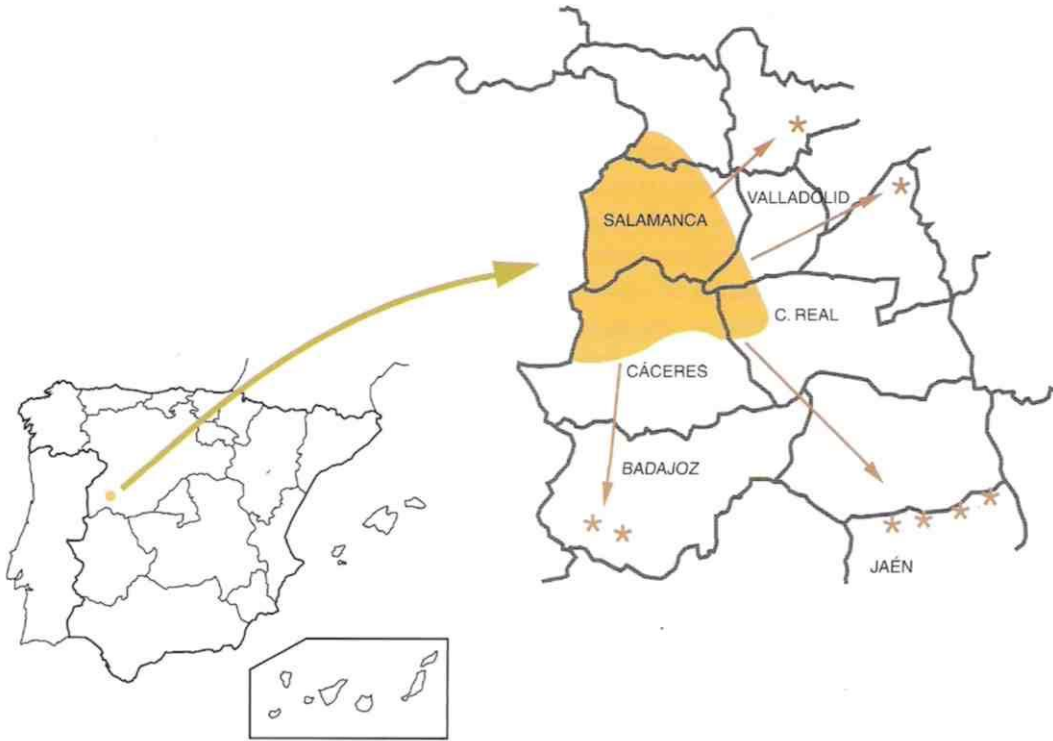 VALLADOLID
SALAMANCA
C. REAL
CÁCERES
BADAJOZ
JAÉN